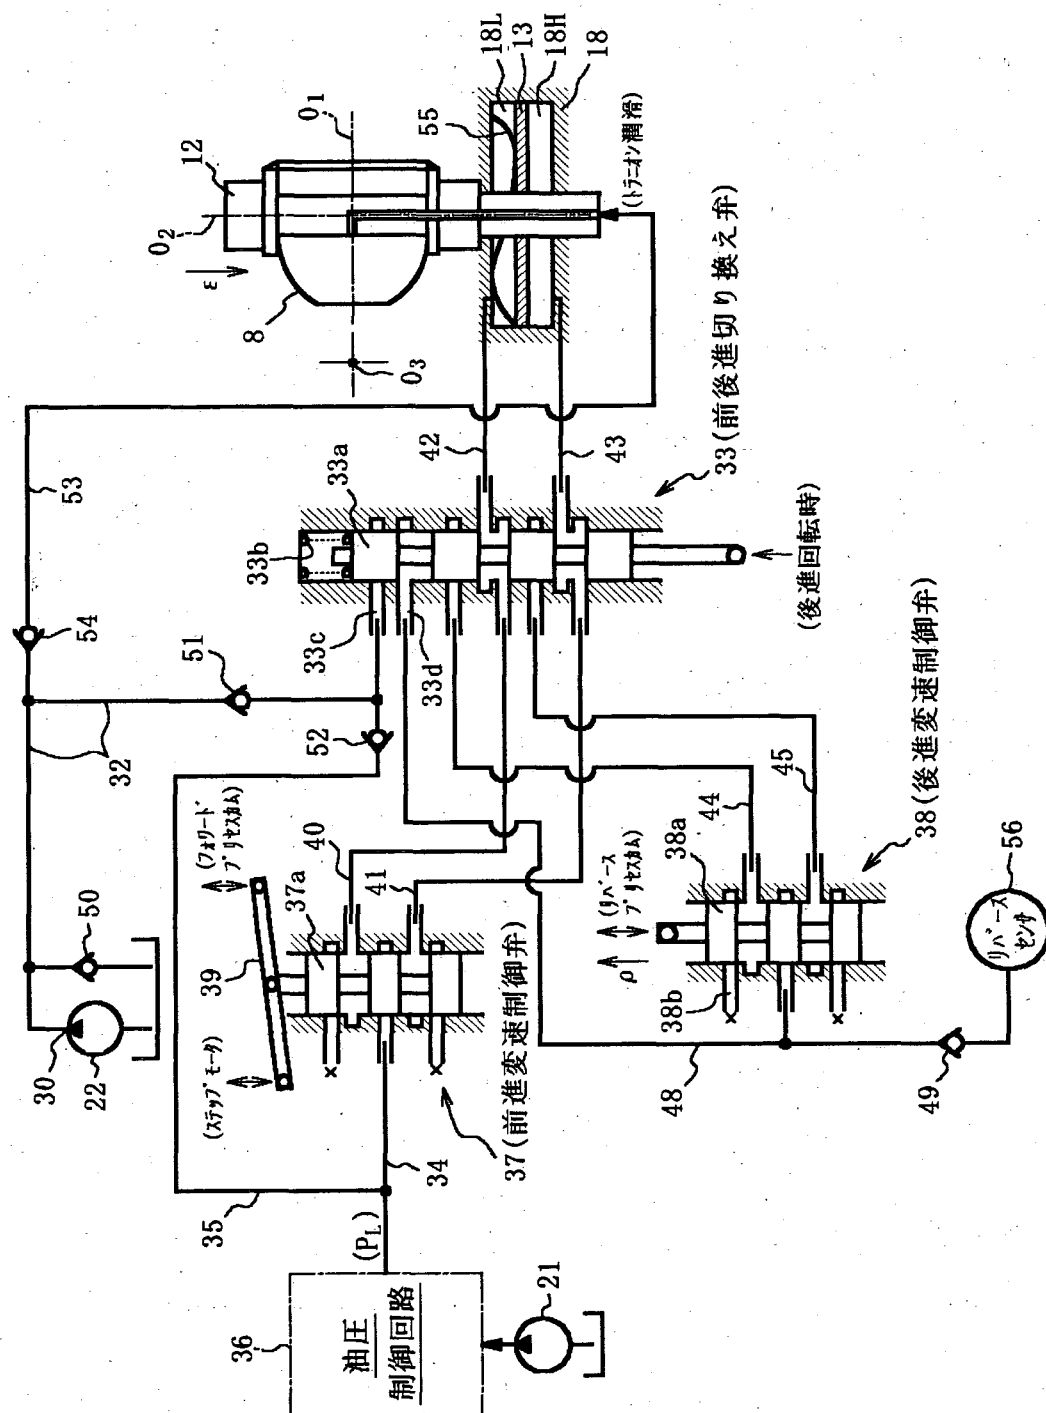 36
油圧
制御回路
21
(PL)
35
34
30
22
50
39
(ステップモータ)
(フォワード
プリセスカム)
37a
37(前進変速制御弁)
40
41
32
54
53
51
52
33b
33a
33c
33d
42
43
33(前後進切り換え弁)
(後進回転時)
44
45
(リバース
プリセスカム)
ρ
38a
38b
38(後進変速制御弁)
48
49
56
リバース
センサ
ε
O2
12
O1
8
O3
18L
13
18H
18
55
(トラニオン潤滑)